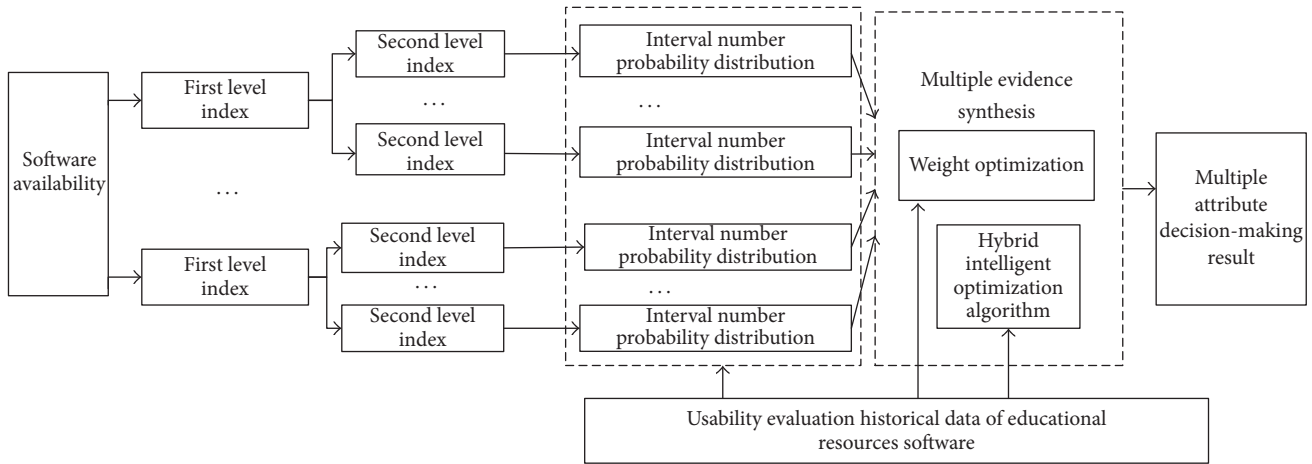 Software
availability
First level
index
...
First level
index
Second level
index
...
Second level
index
Second level
index
...
Second level
index
Interval number
probability distribution
...
Interval number
probability distribution
Interval number
probability distribution
...
Interval number
probability distribution
Multiple evidence
synthesis
Weight optimization
Hybrid
intelligent
optimization
algorithm
Multiple
attribute
decision-making
result
Usability evaluation historical data of educational
resources software